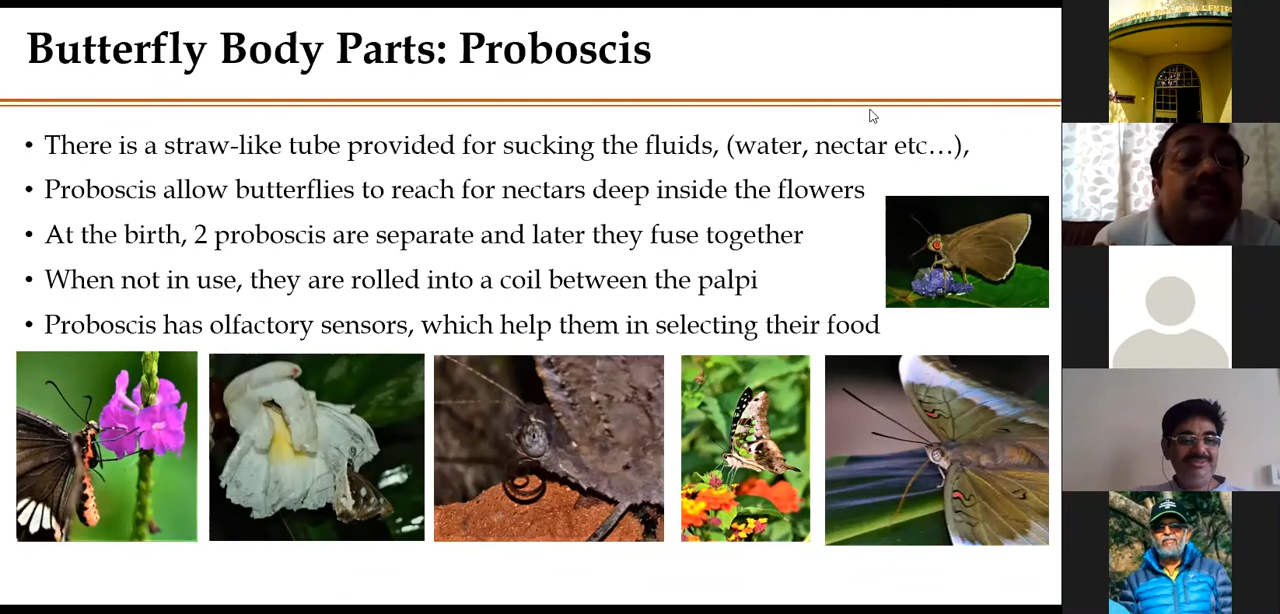 Butterfly Body Parts: Proboscis
• There is a straw-like tube provided for sucking the fluids, (water, nectar etc…),
• Proboscis allow butterflies to reach for nectars deep inside the flowers
• At the birth, 2 proboscis are separate and later they fuse together
• When not in use, they are rolled into a coil between the palpi
• Proboscis has olfactory sensors, which help them in selecting their food